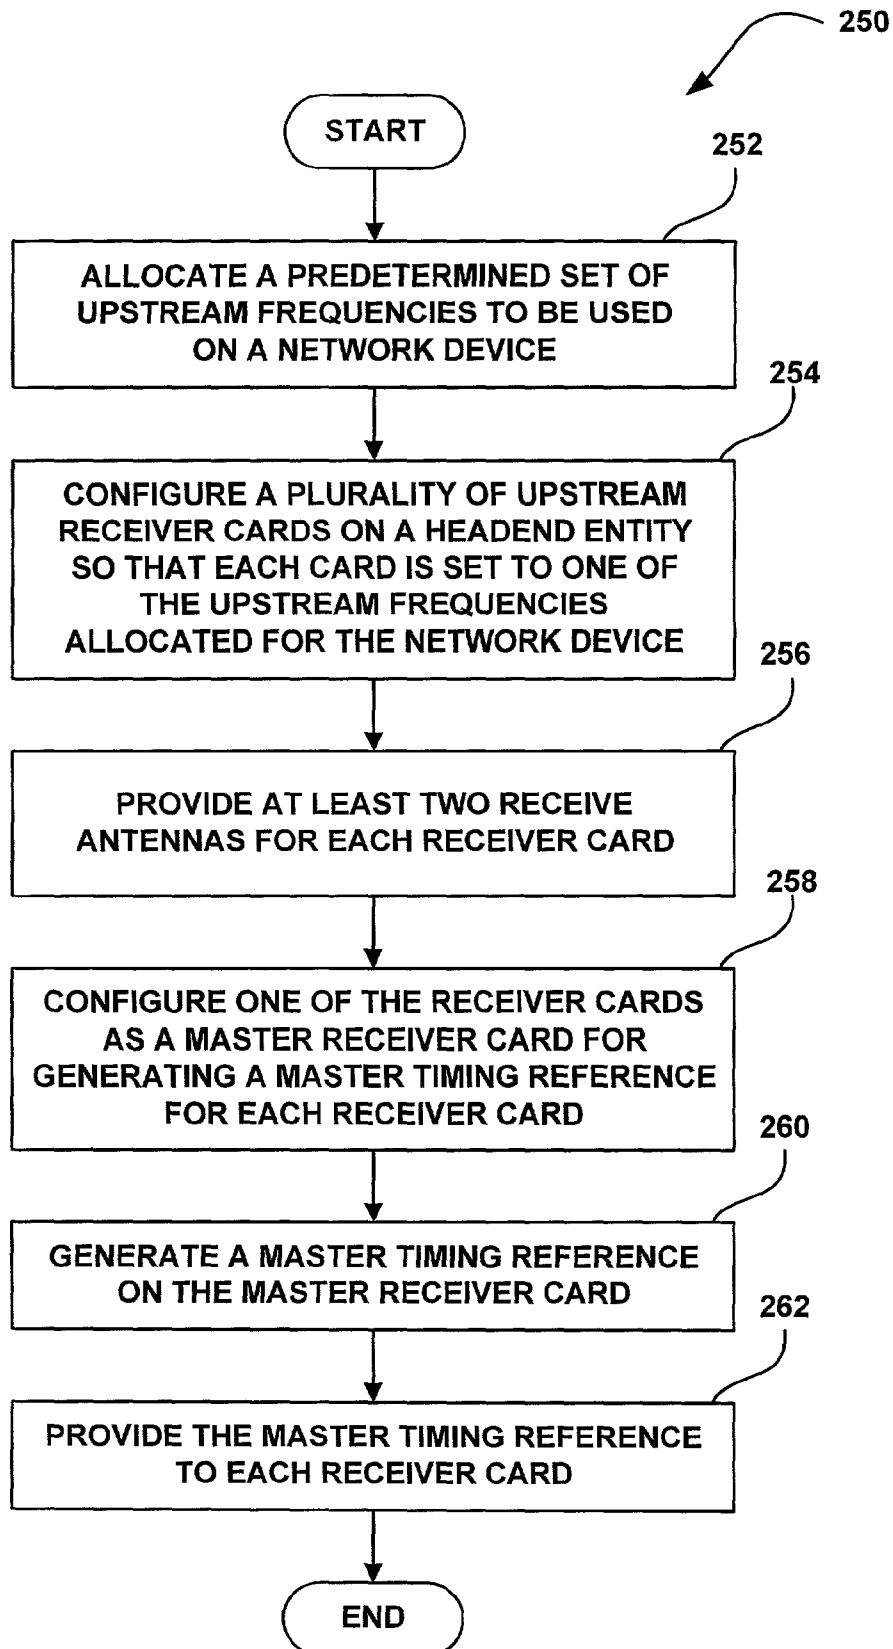 250
START
252
ALLOCATE A PREDETERMINED SET OF
UPSTREAM FREQUENCIES TO BE USED
ON A NETWORK DEVICE
254
CONFIGURE A PLURALITY OF UPSTREAM
RECEIVER CARDS ON A HEADEND ENTITY
SO THAT EACH CARD IS SET TO ONE OF
THE UPSTREAM FREQUENCIES
ALLOCATED FOR THE NETWORK DEVICE
256
PROVIDE AT LEAST TWO RECEIVE
ANTENNAS FOR EACH RECEIVER CARD
258
CONFIGURE ONE OF THE RECEIVER CARDS
AS A MASTER RECEIVER CARD FOR
GENERATING A MASTER TIMING REFERENCE
FOR EACH RECEIVER CARD
260
GENERATE A MASTER TIMING REFERENCE
ON THE MASTER RECEIVER CARD
262
PROVIDE THE MASTER TIMING REFERENCE
TO EACH RECEIVER CARD
END